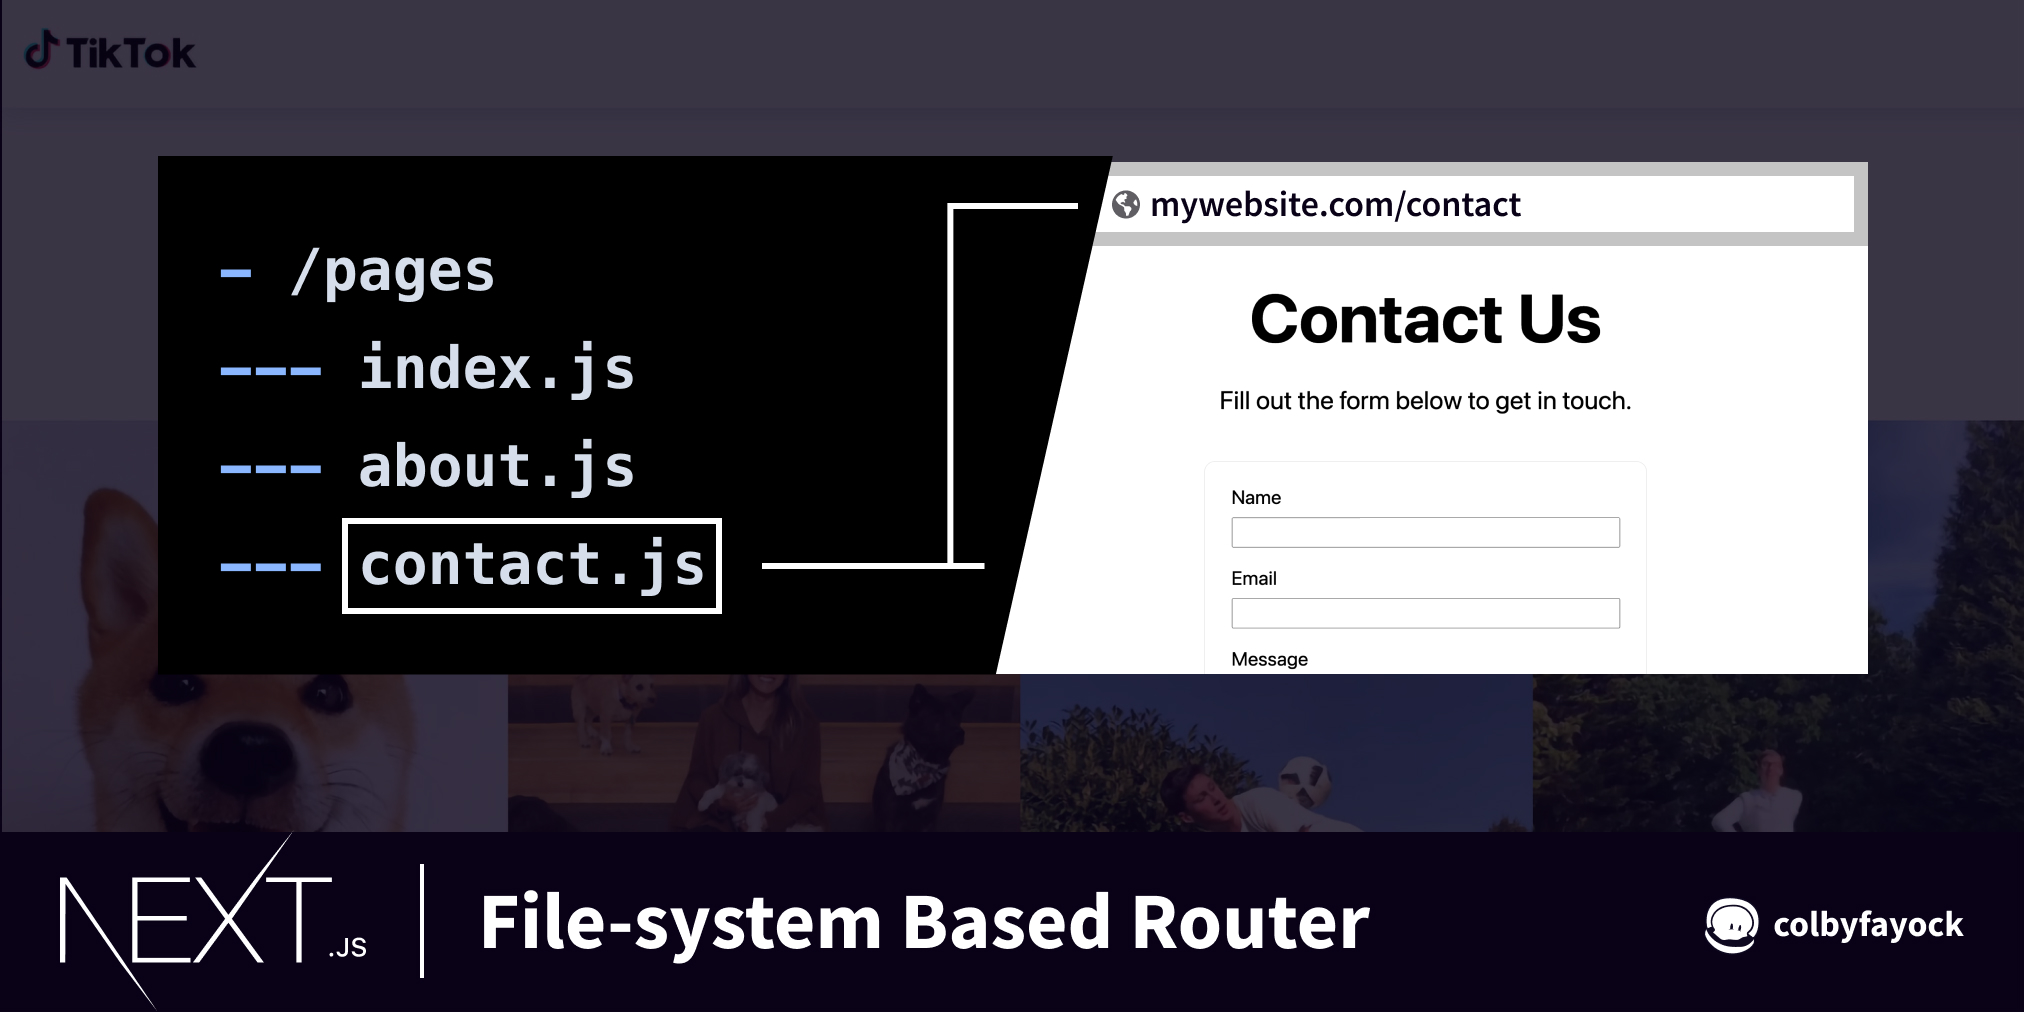 TikTok
- /pages
--- index.js
--- about.js
--- contact.js
mywebsite.com/contact
Contact Us
Fill out the form below to get in touch.
Name
Email
Message
NEXT.JS
File-system Based Router
colbyfayock